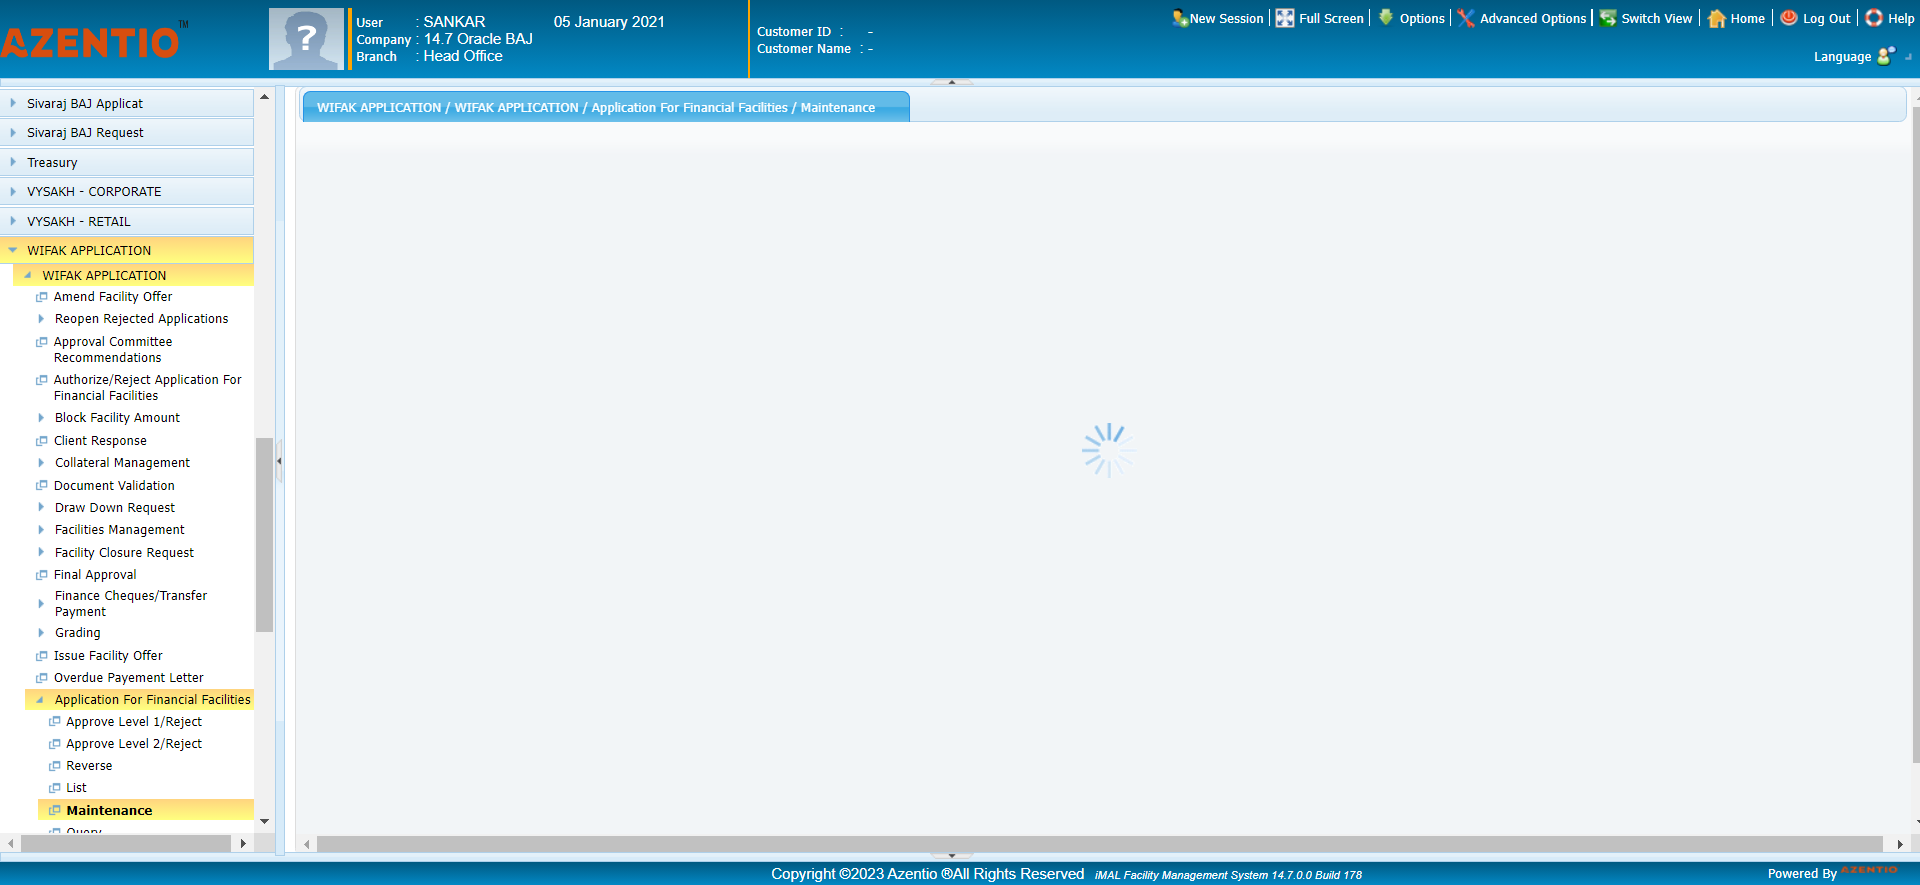 AZENTIO™
User : SANKAR 05 January 2021
Company : 14.7 Oracle BAJ
Branch : Head Office
Customer ID : -
Customer Name : -
New Session
Full Screen
Options
Advanced Options
Switch View
Home
Log Out
Help
Language
Sivaraj BAJ Applicat
Sivaraj BAJ Request
Treasury
VYSAKH - CORPORATE
VYSAKH - RETAIL
WIFAK APPLICATION
WIFAK APPLICATION
Amend Facility Offer
Reopen Rejected Applications
Approval Committee
Recommendations
Authorize/Reject Application For
Financial Facilities
Block Facility Amount
Client Response
Collateral Management
Document Validation
Draw Down Request
Facilities Management
Facility Closure Request
Final Approval
Finance Cheques/Transfer
Payment
Grading
Issue Facility Offer
Overdue Payement Letter
Application For Financial Facilities
Approve Level 1/Reject
Approve Level 2/Reject
Reverse
List
Maintenance
Query
WIFAK APPLICATION / WIFAK APPLICATION / Application For Financial Facilities / Maintenance
Copyright ©2023 Azentio ®All Rights Reserved iMAL Facility Management System 14.7.0.0 Build 178
Powered By AZENTIO